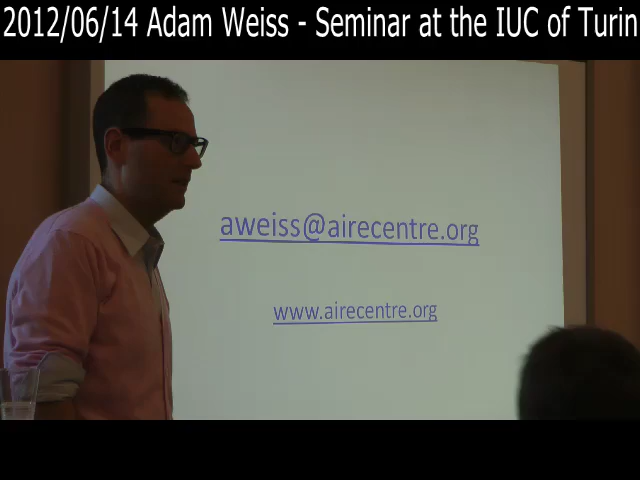 2012/06/14 Adam Weiss - Seminar at the IUC of Turin
aweiss@airecentre.org
www.airecentre.org